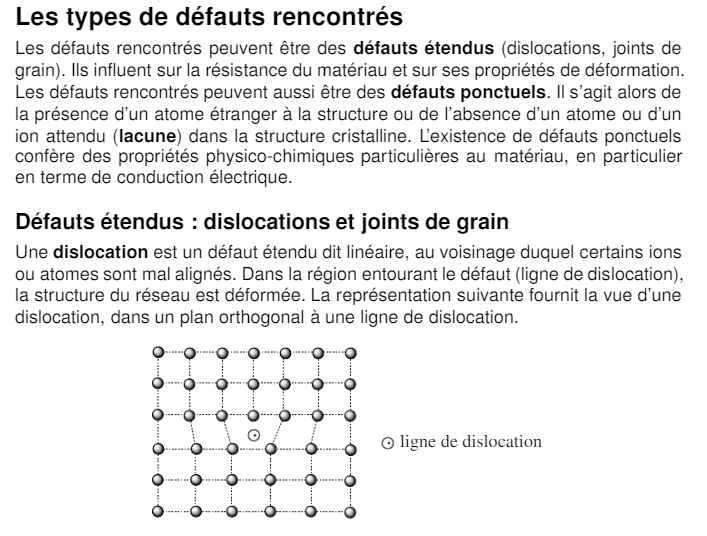 Les types de défauts rencontrés
Les défauts rencontrés peuvent être des défauts étendus (dislocations, joints de
grain). Ils influent sur la résistance du matériau et sur ses propriétés de déformation.
Les défauts rencontrés peuvent aussi être des défauts ponctuels. Il s'agit alors de
la présence d'un atome étranger à la structure ou de l'absence d'un atome ou d'un
ion attendu (lacune) dans la structure cristalline. L'existence de défauts ponctuels
confère des propriétés physico-chimiques particulières au matériau, en particulier
en terme de conduction électrique.
Défauts étendus : dislocations et joints de grain
Une dislocation est un défaut étendu dit linéaire, au voisinage duquel certains ions
ou atomes sont mal alignés. Dans la région entourant le défaut (ligne de dislocation),
la structure du réseau est déformée. La représentation suivante fournit la vue d'une
dislocation, dans un plan orthogonal à une ligne de dislocation.
ligne de dislocation